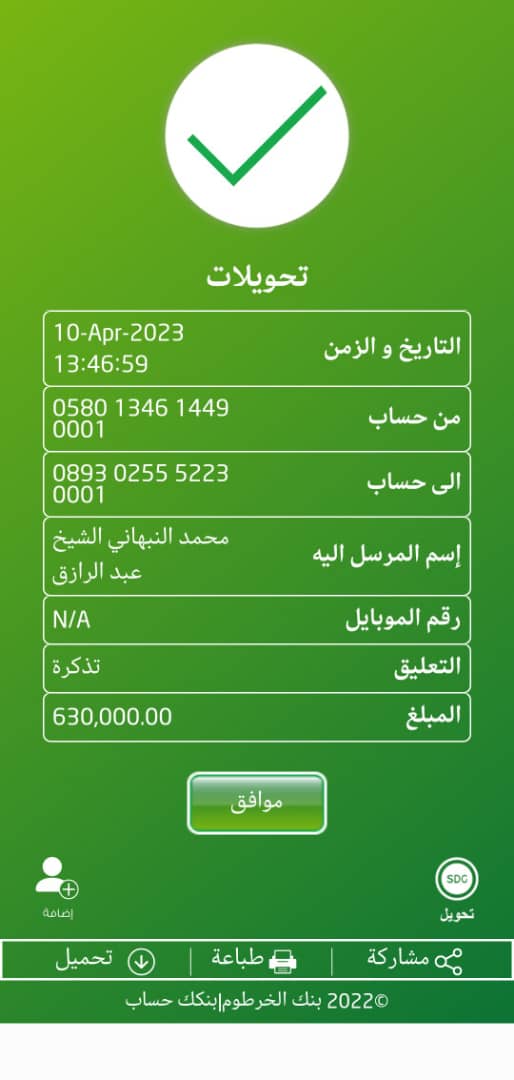 تحويلات
التاريخ و الزمن
10-Apr-2023
13:46:59
من حساب
0580 1346 1449
0001
الى حساب
0893 0255 5223
0001
إسم المرسل اليه
محمد النبهاني الشيخ
عبد الرازق
رقم الموبايل
N/A
التعليق
تذكرة
المبلغ
630,000.00
موافق
SDG
تحويل
إضافة
مشاركة
طباعة
تحميل
©2022 بنك الخرطوم|بنكك حساب